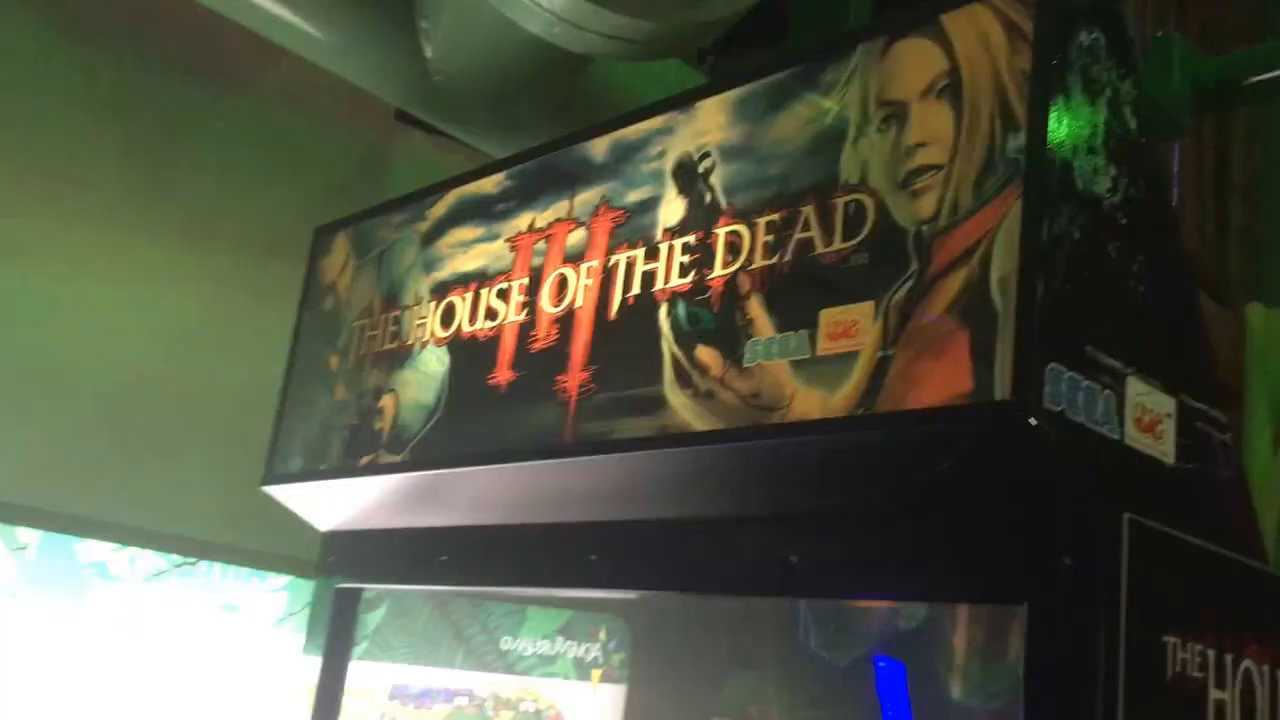 III
THE HOUSE OF THE DEAD
SEGA
SEGA
THE HOU